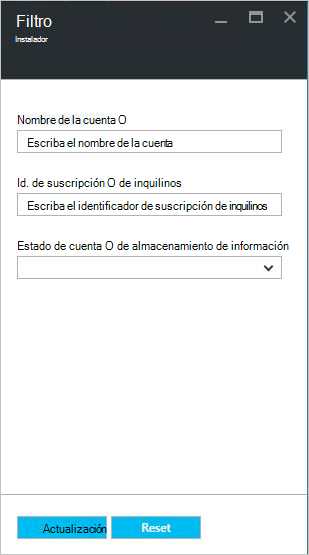 Filtro
Instalador
Nombre de la cuenta O
Escriba el nombre de la cuenta
Id. de suscripción O de inquilinos
Escriba el identificador de suscripción de inquilinos
Estado de cuenta O de almacenamiento de información
Actualización
Reset